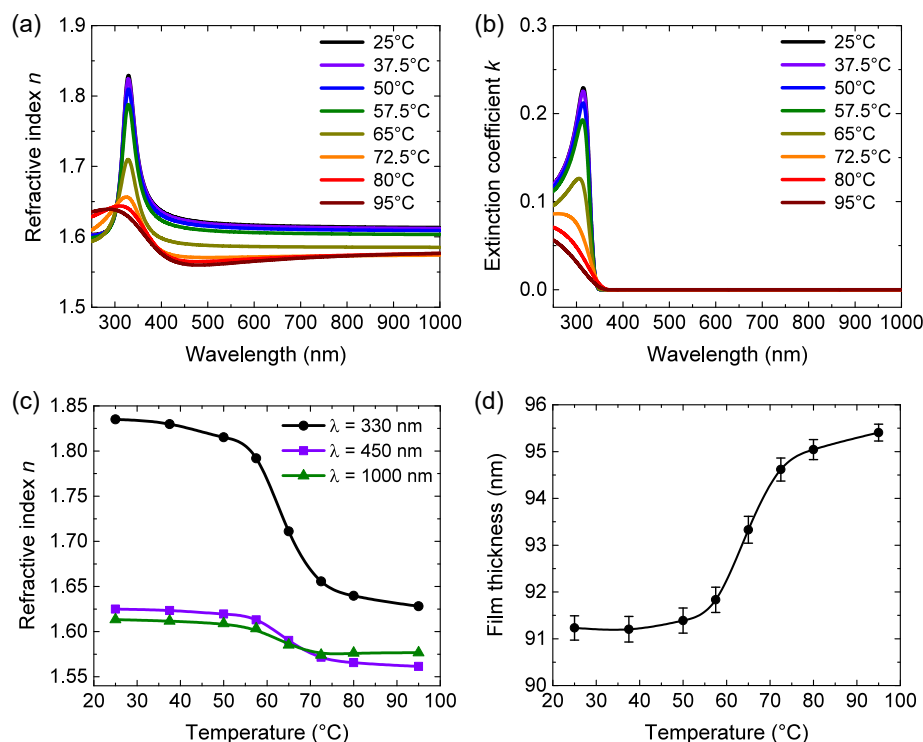 (a)
Refractive index n
1.9
1.8
1.7
1.6
1.5
25°C
37.5°C
50°C
57.5°C
65°C
72.5°C
80°C
95°C
300 400 500 600 700 800 900 1000
Wavelength (nm)
(b)
Extinction coefficient k
0.3
0.2
0.1
0.0
25°C
37.5°C
50°C
57.5°C
65°C
72.5°C
80°C
95°C
300 400 500 600 700 800 900 1000
Wavelength (nm)
(c)
Refractive index n
1.85
1.80
1.75
1.70
1.65
1.60
1.55
λ = 330 nm
λ = 450 nm
λ = 1000 nm
20 30 40 50 60 70 80 90 100
Temperature (°C)
(d)
Film thickness (nm)
96
95
94
93
92
91
90
20 30 40 50 60 70 80 90 100
Temperature (°C)